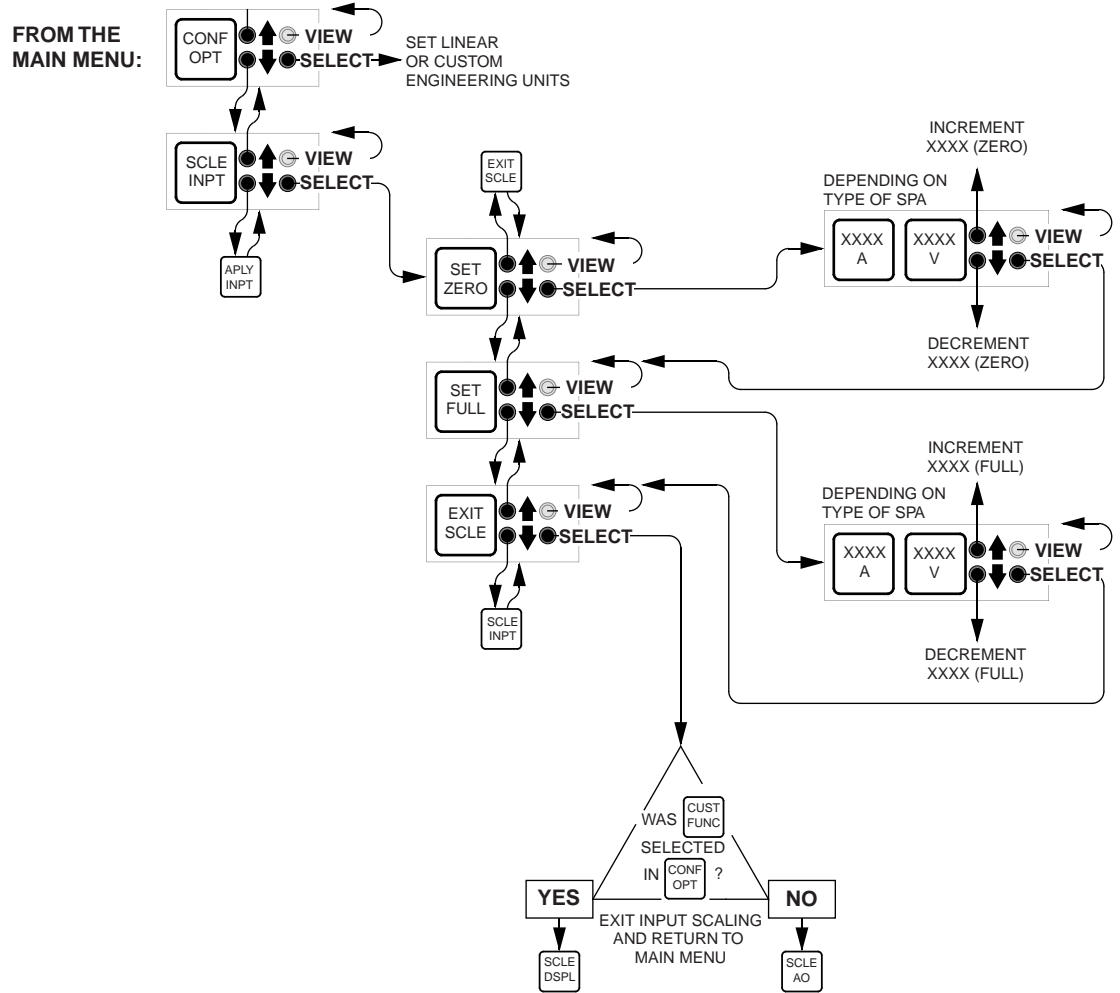 FROM THE
MAIN MENU:
CONF
OPT
VIEW
SELECT
SET LINEAR
OR CUSTOM
ENGINEERING UNITS
SCLE
INPT
VIEW
SELECT
APLY
INPT
EXIT
SCLE
SET
ZERO
VIEW
SELECT
INCREMENT
XXXX (ZERO)
DEPENDING ON
TYPE OF SPA
XXXX
A
XXXX
V
VIEW
SELECT
DECREMENT
XXXX (ZERO)
SET
FULL
VIEW
SELECT
INCREMENT
XXXX (FULL)
DEPENDING ON
TYPE OF SPA
XXXX
A
XXXX
V
VIEW
SELECT
DECREMENT
XXXX (FULL)
EXIT
SCLE
VIEW
SELECT
SCLE
INPT
WAS
CUST
FUNC
SELECTED
IN
CONF
OPT
?
YES
NO
EXIT INPUT SCALING
AND RETURN TO
MAIN MENU
SCLE
DSPL
SCLE
AO